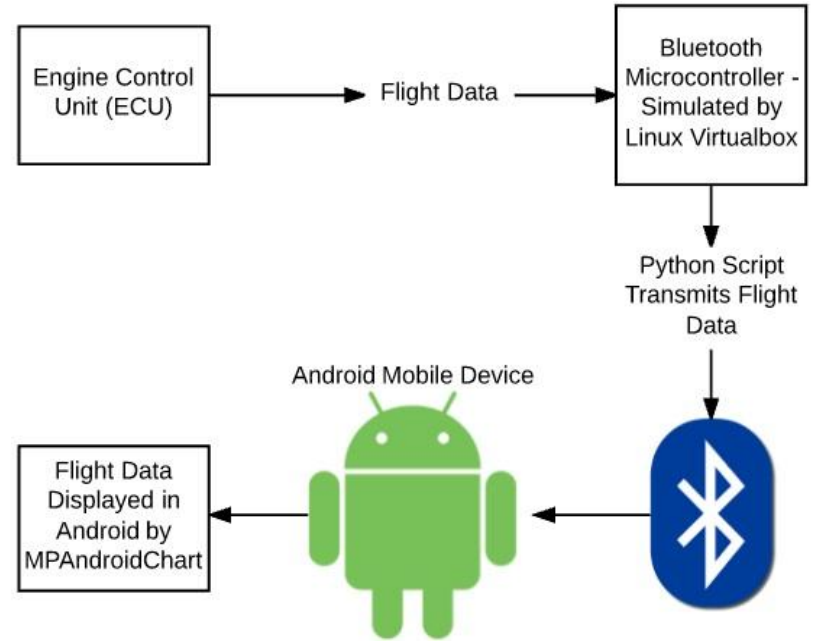 Engine Control
Unit (ECU)
Flight Data
Bluetooth
Microcontroller -
Simulated by
Linux Virtualbox
Python Script
Transmits Flight
Data
Android Mobile Device
Flight Data
Displayed in
Android by
MPAndroidChart